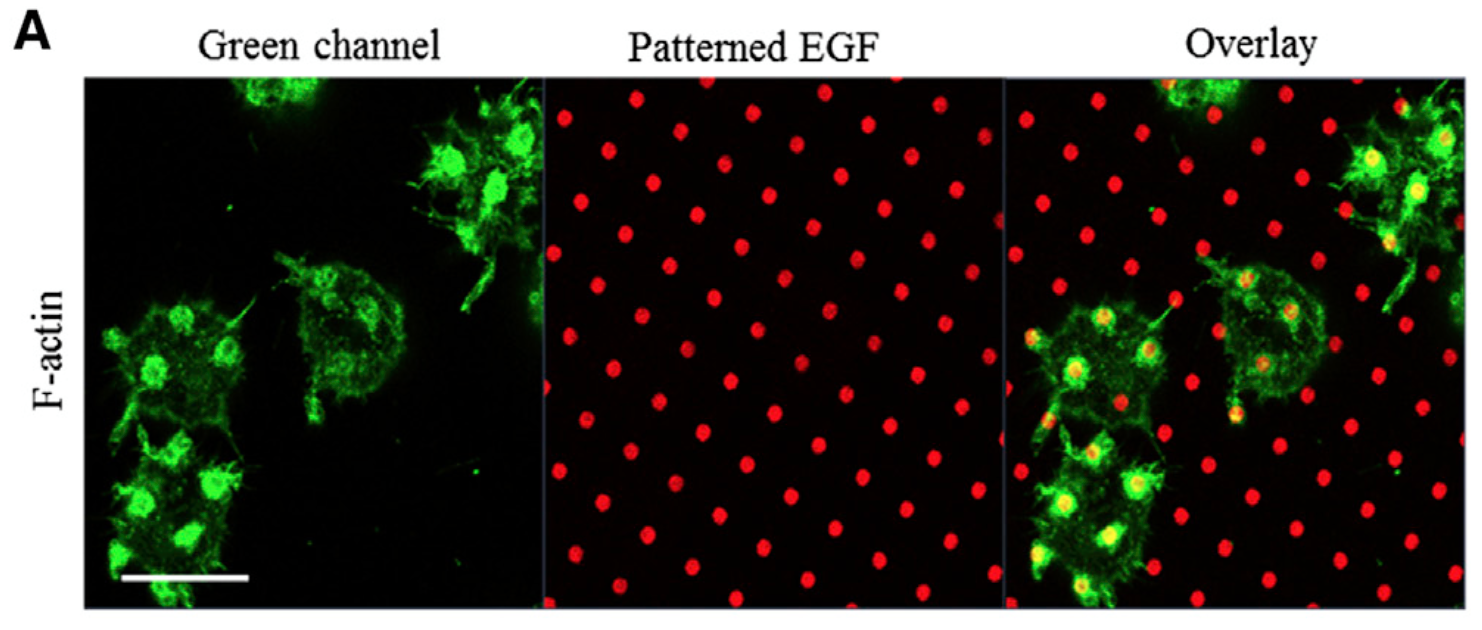 A
Green channel
Patterned EGF
Overlay
F-actin